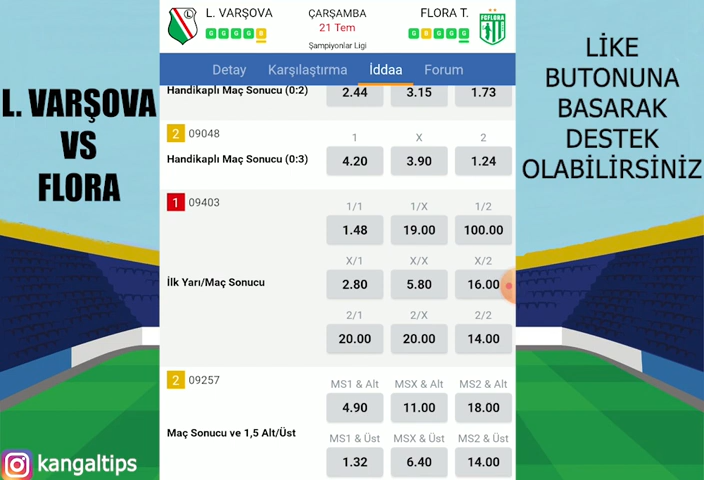 L. VARŞOVA
ÇARŞAMBA
FLORA T.
G G G G B
21 Tem
G B G G G
Şampiyonlar Ligi
FCFLORA
Detay Karşılaştırma İddaa Forum
L. VARŞOVA
VS
FLORA
LİKE
BUTONUNA
BASARAK
DESTEK
OLABİLİRSİNİZ
Handikaplı Maç Sonucu (0:2) 2.44 3.15 1.73
2 09048 1 X 2
Handikaplı Maç Sonucu (0:3) 4.20 3.90 1.24
1 09403 1/1 1/X 1/2
1.48 19.00 100.00
X/1 X/X X/2
İlk Yarı/Maç Sonucu 2.80 5.80 16.00
2/1 2/X 2/2
20.00 20.00 14.00
2 09257 MS1 & Alt MSX & Alt MS2 & Alt
4.90 11.00 18.00
Maç Sonucu ve 1,5 Alt/Üst
MS1 & Üst MSX & Üst MS2 & Üst
1.32 6.40 14.00
kangaltips